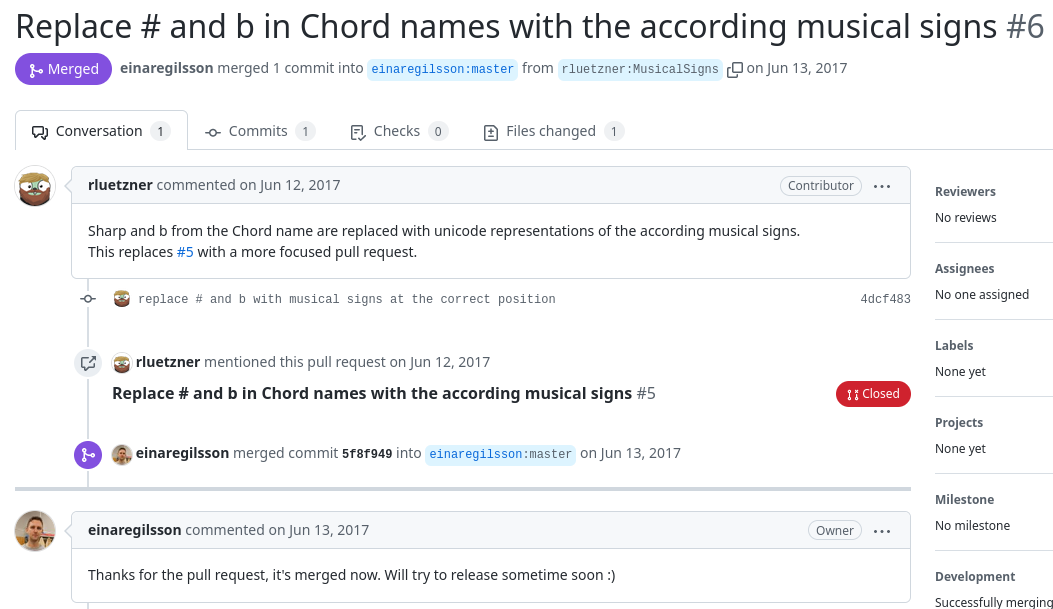 Replace # and b in Chord names with the according musical signs #6
Merged einaregilsson merged 1 commit into einaregilsson:master from rluetzner:MusicalSigns on Jun 13, 2017
Conversation 1 Commits 1 Checks 0 Files changed 1
rluetzner commented on Jun 12, 2017 Contributor ...
Sharp and b from the Chord name are replaced with unicode representations of the according musical signs.
This replaces #5 with a more focused pull request.
replace # and b with musical signs at the correct position 4dcf483
rluetzner mentioned this pull request on Jun 12, 2017
Replace # and b in Chord names with the according musical signs #5 Closed
einaregilsson merged commit 5f8f949 into einaregilsson:master on Jun 13, 2017
einaregilsson commented on Jun 13, 2017 Owner ...
Thanks for the pull request, it's merged now. Will try to release sometime soon :)
Reviewers
No reviews
Assignees
No one assigned
Labels
None yet
Projects
None yet
Milestone
No milestone
Development
Successfully merging